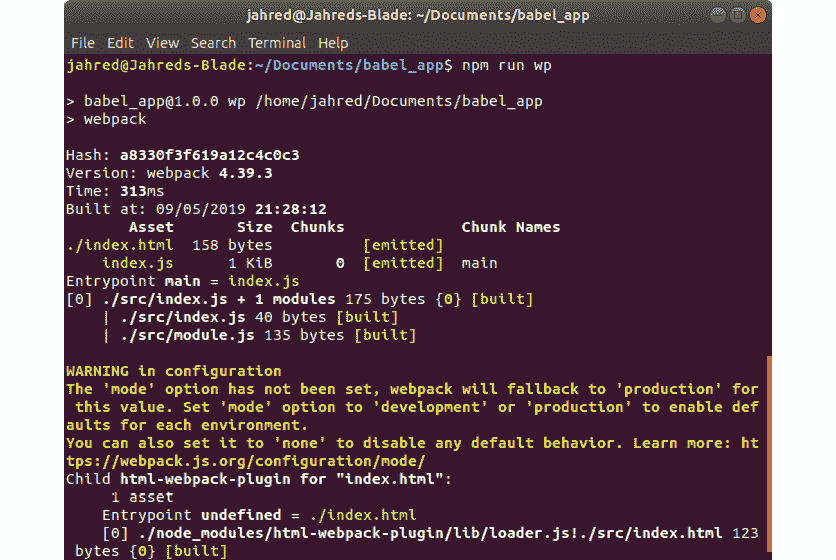 jahred@Jahreds-Blade: ~/Documents/babel_app
File Edit View Search Terminal Help
jahred@Jahreds-Blade:~/Documents/babel_app$ npm run wp
> babel_app@1.0.0 wp /home/jahred/Documents/babel_app
> webpack
Hash: a8330f3f619a12c4c0c3
Version: webpack 4.39.3
Time: 313ms
Built at: 09/05/2019 21:28:12
Asset Size Chunks Chunk Names
./index.html 158 bytes [emitted]
index.js 1 KiB 0 [emitted] main
Entrypoint main = index.js
[0] ./src/index.js + 1 modules 175 bytes {0} [built]
| ./src/index.js 40 bytes [built]
| ./src/module.js 135 bytes [built]
WARNING in configuration
The 'mode' option has not been set, webpack will fallback to 'production' for
this value. Set 'mode' option to 'development' or 'production' to enable def
aults for each environment.
You can also set it to 'none' to disable any default behavior. Learn more: ht
tps://webpack.js.org/configuration/mode/
Child html-webpack-plugin for "index.html":
1 asset
Entrypoint undefined = ./index.html
[0] ./node_modules/html-webpack-plugin/lib/loader.js!./src/index.html 123
bytes {0} [built]